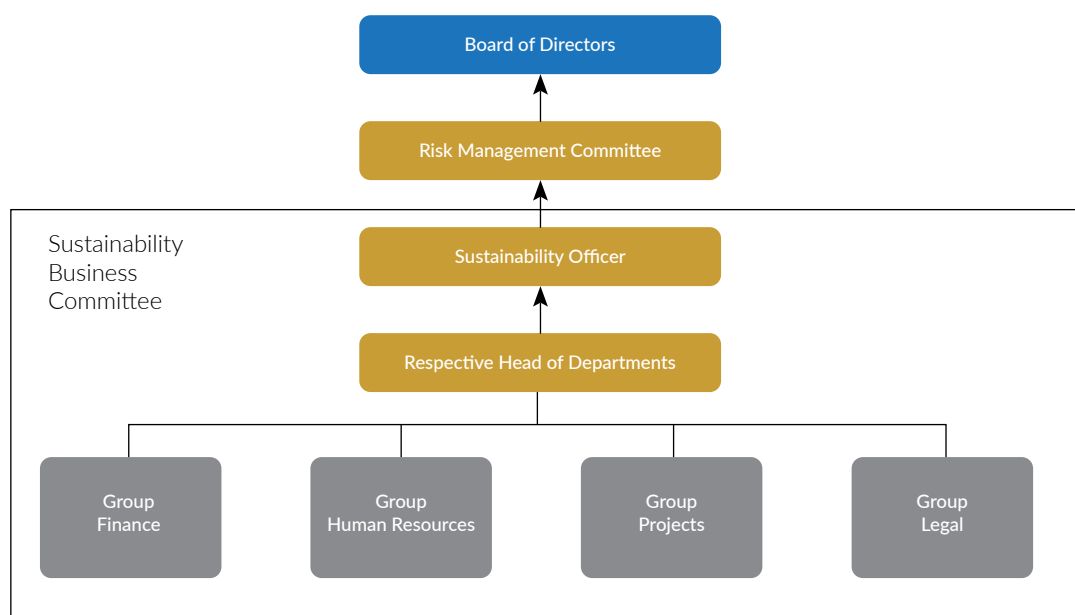 Board of Directors
Risk Management Committee
Sustainability
Business
Committee
Sustainability Officer
Respective Head of Departments
Group
Finance
Group
Human Resources
Group
Projects
Group
Legal